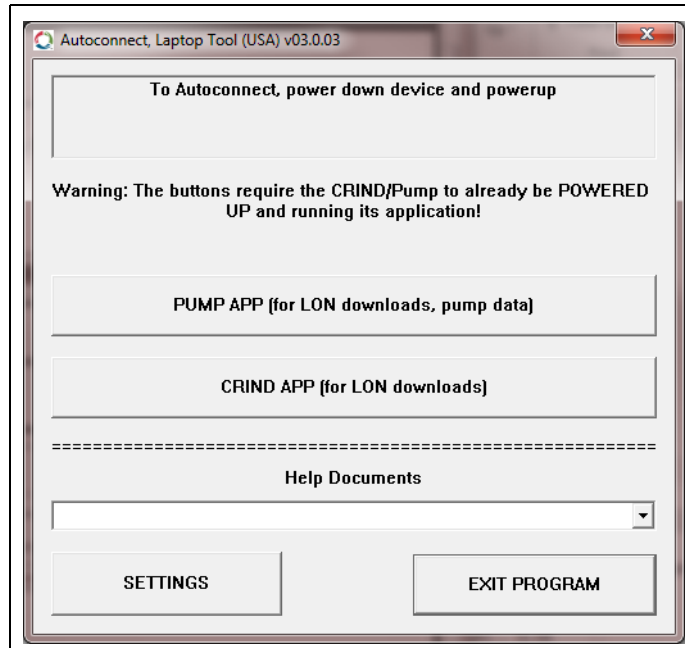 Autoconnect, Laptop Tool (USA) v03.0.03
To Autoconnect, power down device and powerup
Warning: The buttons require the CRIND/Pump to already be POWERED
UP and running its application!
PUMP APP (for LON downloads, pump data)
CRIND APP (for LON downloads)
============================================================
Help Documents
SETTINGS
EXIT PROGRAM